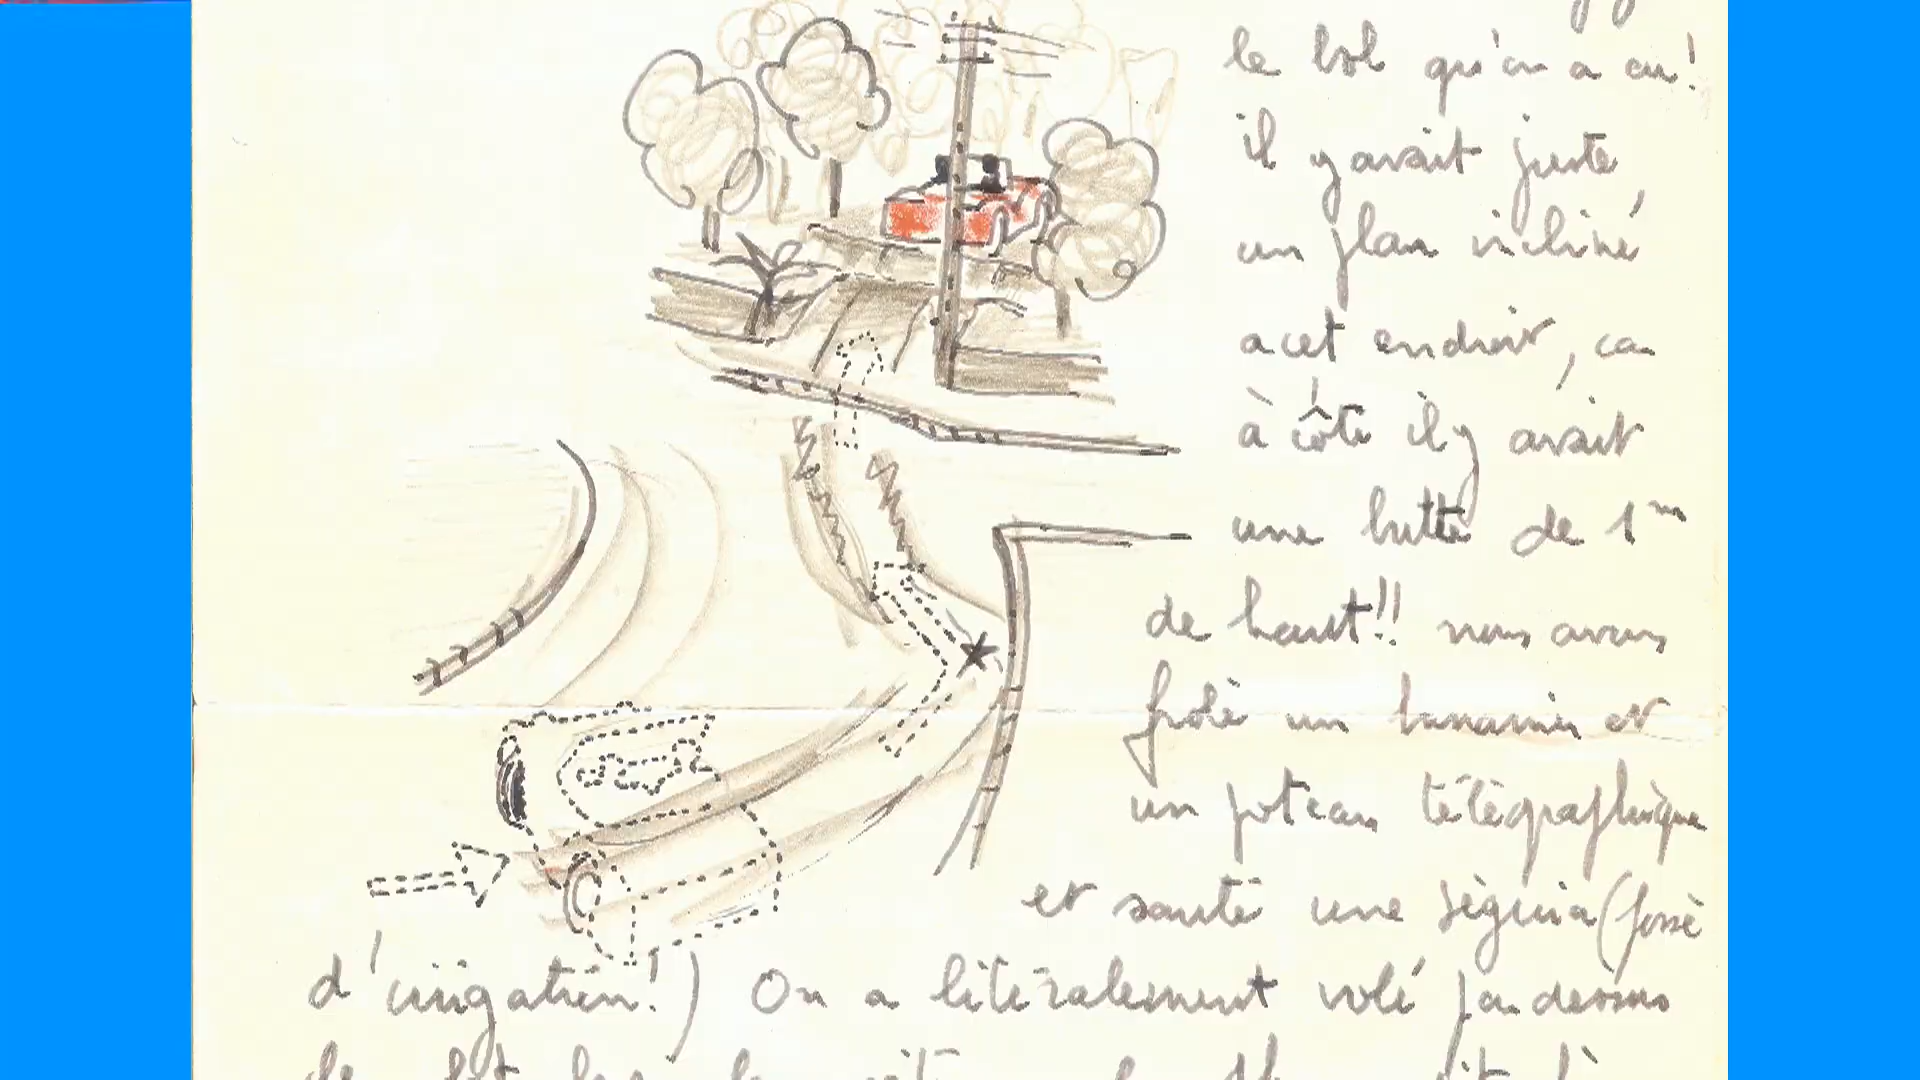 le bol qu'on a eu!
il y avait juste
un plan incliné
a cet endroit, car
à côté il y avait
une butte de 1m
de haut!! nous avons
frolé un bananier et
un poteau télégraphique
et sauté une séguia (fossé
d'irrigation!) On a litéralement volé par dessus